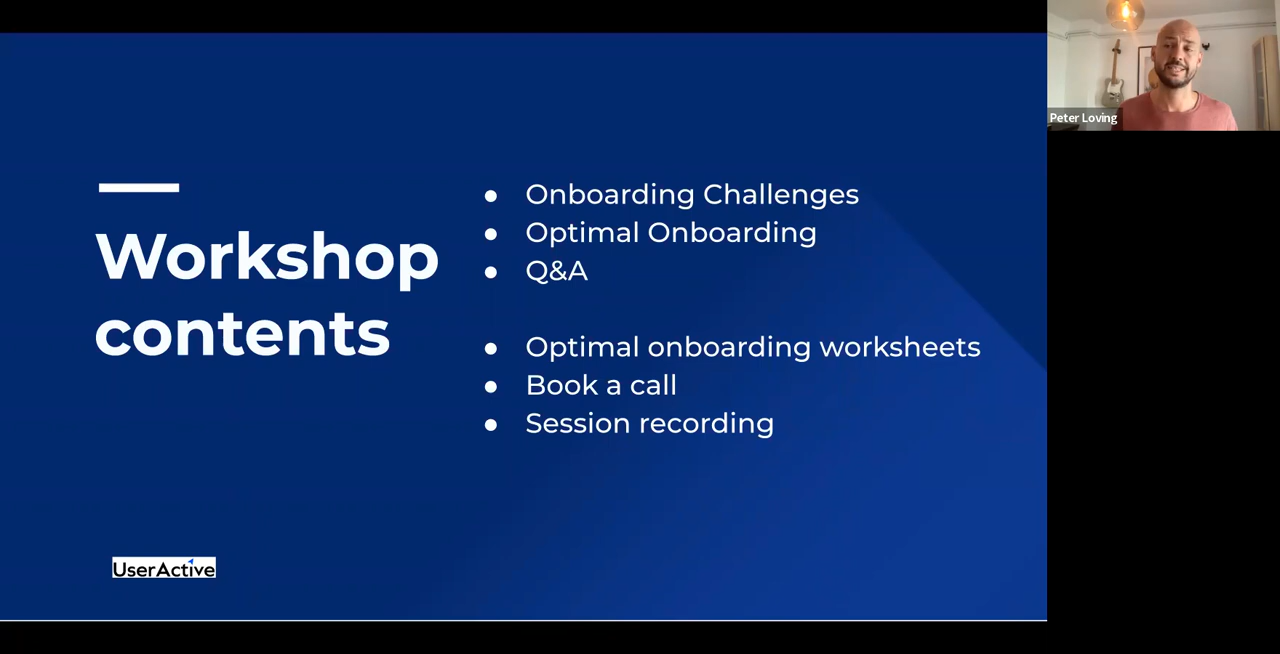 Workshop
contents
Onboarding Challenges
Optimal Onboarding
Q&A
Optimal onboarding worksheets
Book a call
Session recording
UserActive
Peter Loving